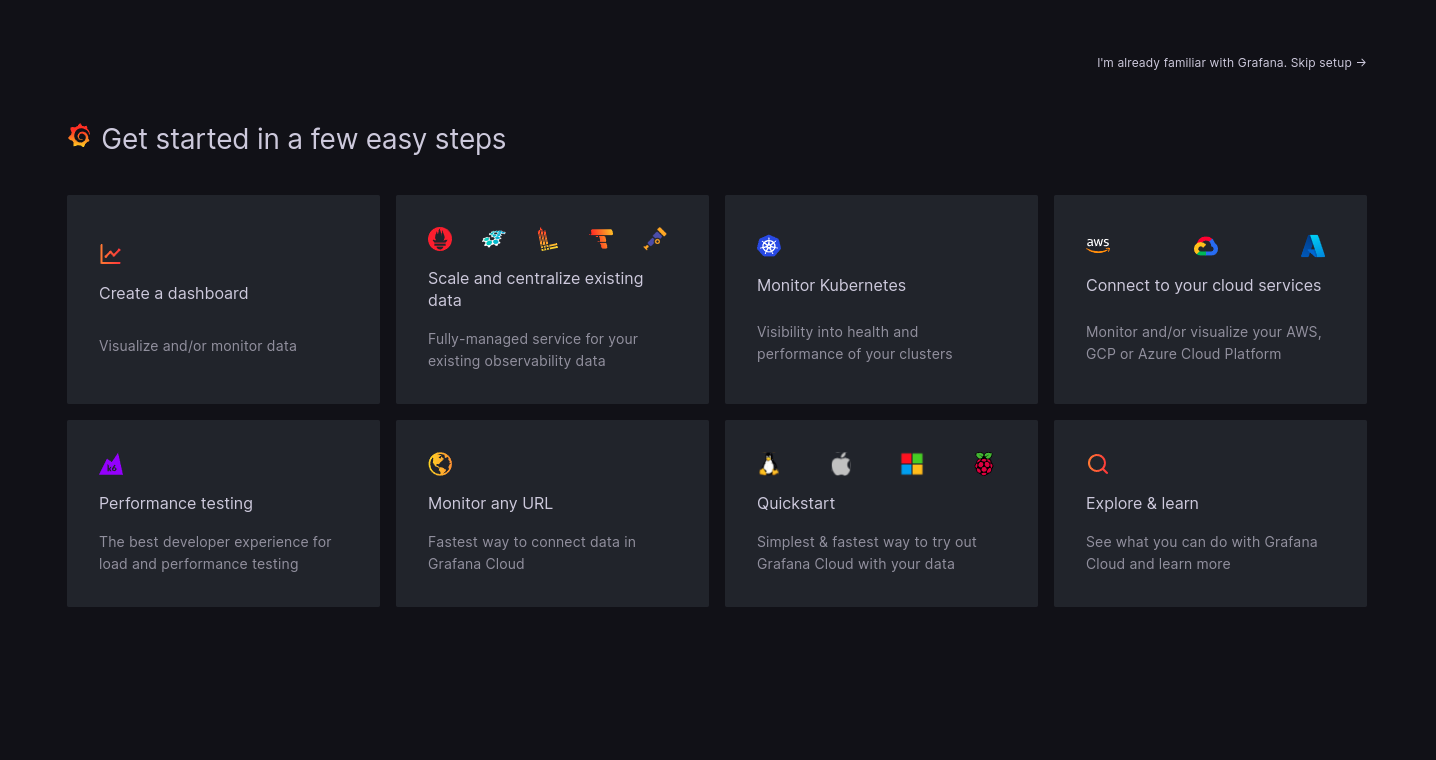 I'm already familiar with Grafana. Skip setup →
Get started in a few easy steps
Create a dashboard
Visualize and/or monitor data
Scale and centralize existing
data
Fully-managed service for your
existing observability data
Monitor Kubernetes
Visibility into health and
performance of your clusters
aws
Connect to your cloud services
Monitor and/or visualize your AWS,
GCP or Azure Cloud Platform
k6
Performance testing
The best developer experience for
load and performance testing
Monitor any URL
Fastest way to connect data in
Grafana Cloud
Quickstart
Simplest & fastest way to try out
Grafana Cloud with your data
Explore & learn
See what you can do with Grafana
Cloud and learn more